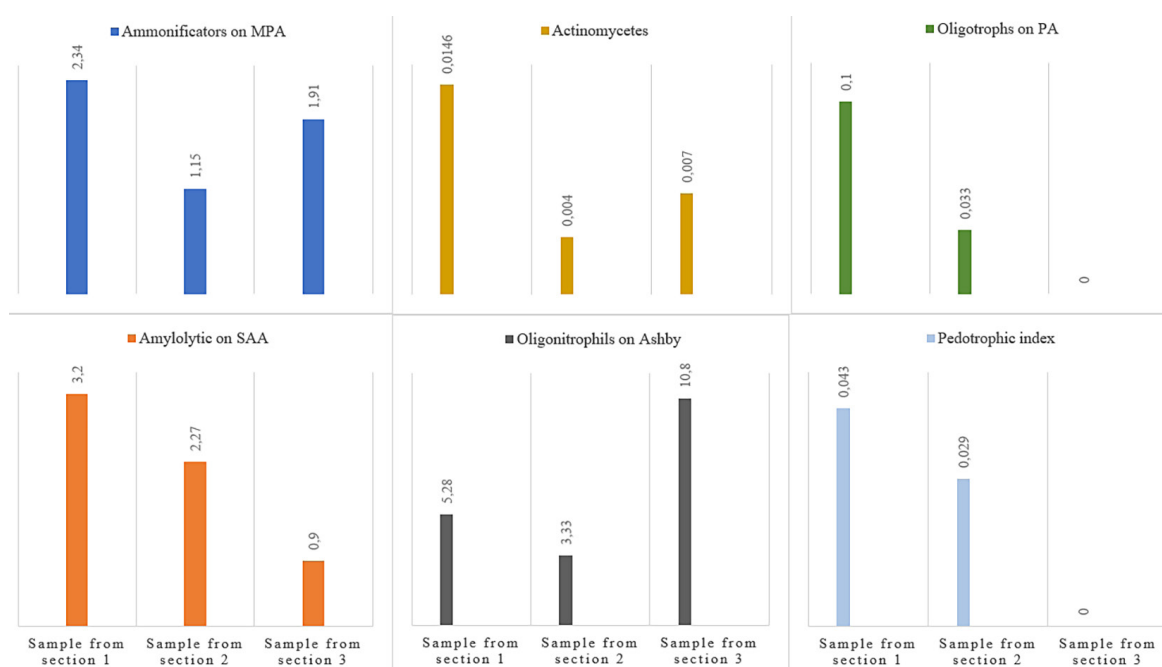 Ammonificators on MPA
2,34
1,15
1,91
Actinomycetes
0,0146
0,004
0,007
Oligotrophs on PA
0,1
0,033
0
Amylolytic on SAA
3,2
2,27
0,9
Sample from
section 1
Sample from
section 2
Sample from
section 3
Oligonitrophils on Ashby
5,28
3,33
10,8
Sample from
section 1
Sample from
section 2
Sample from
section 3
Pedotrophic index
0,043
0,029
0
Sample from
section 1
Sample from
section 2
Sample from
section 3